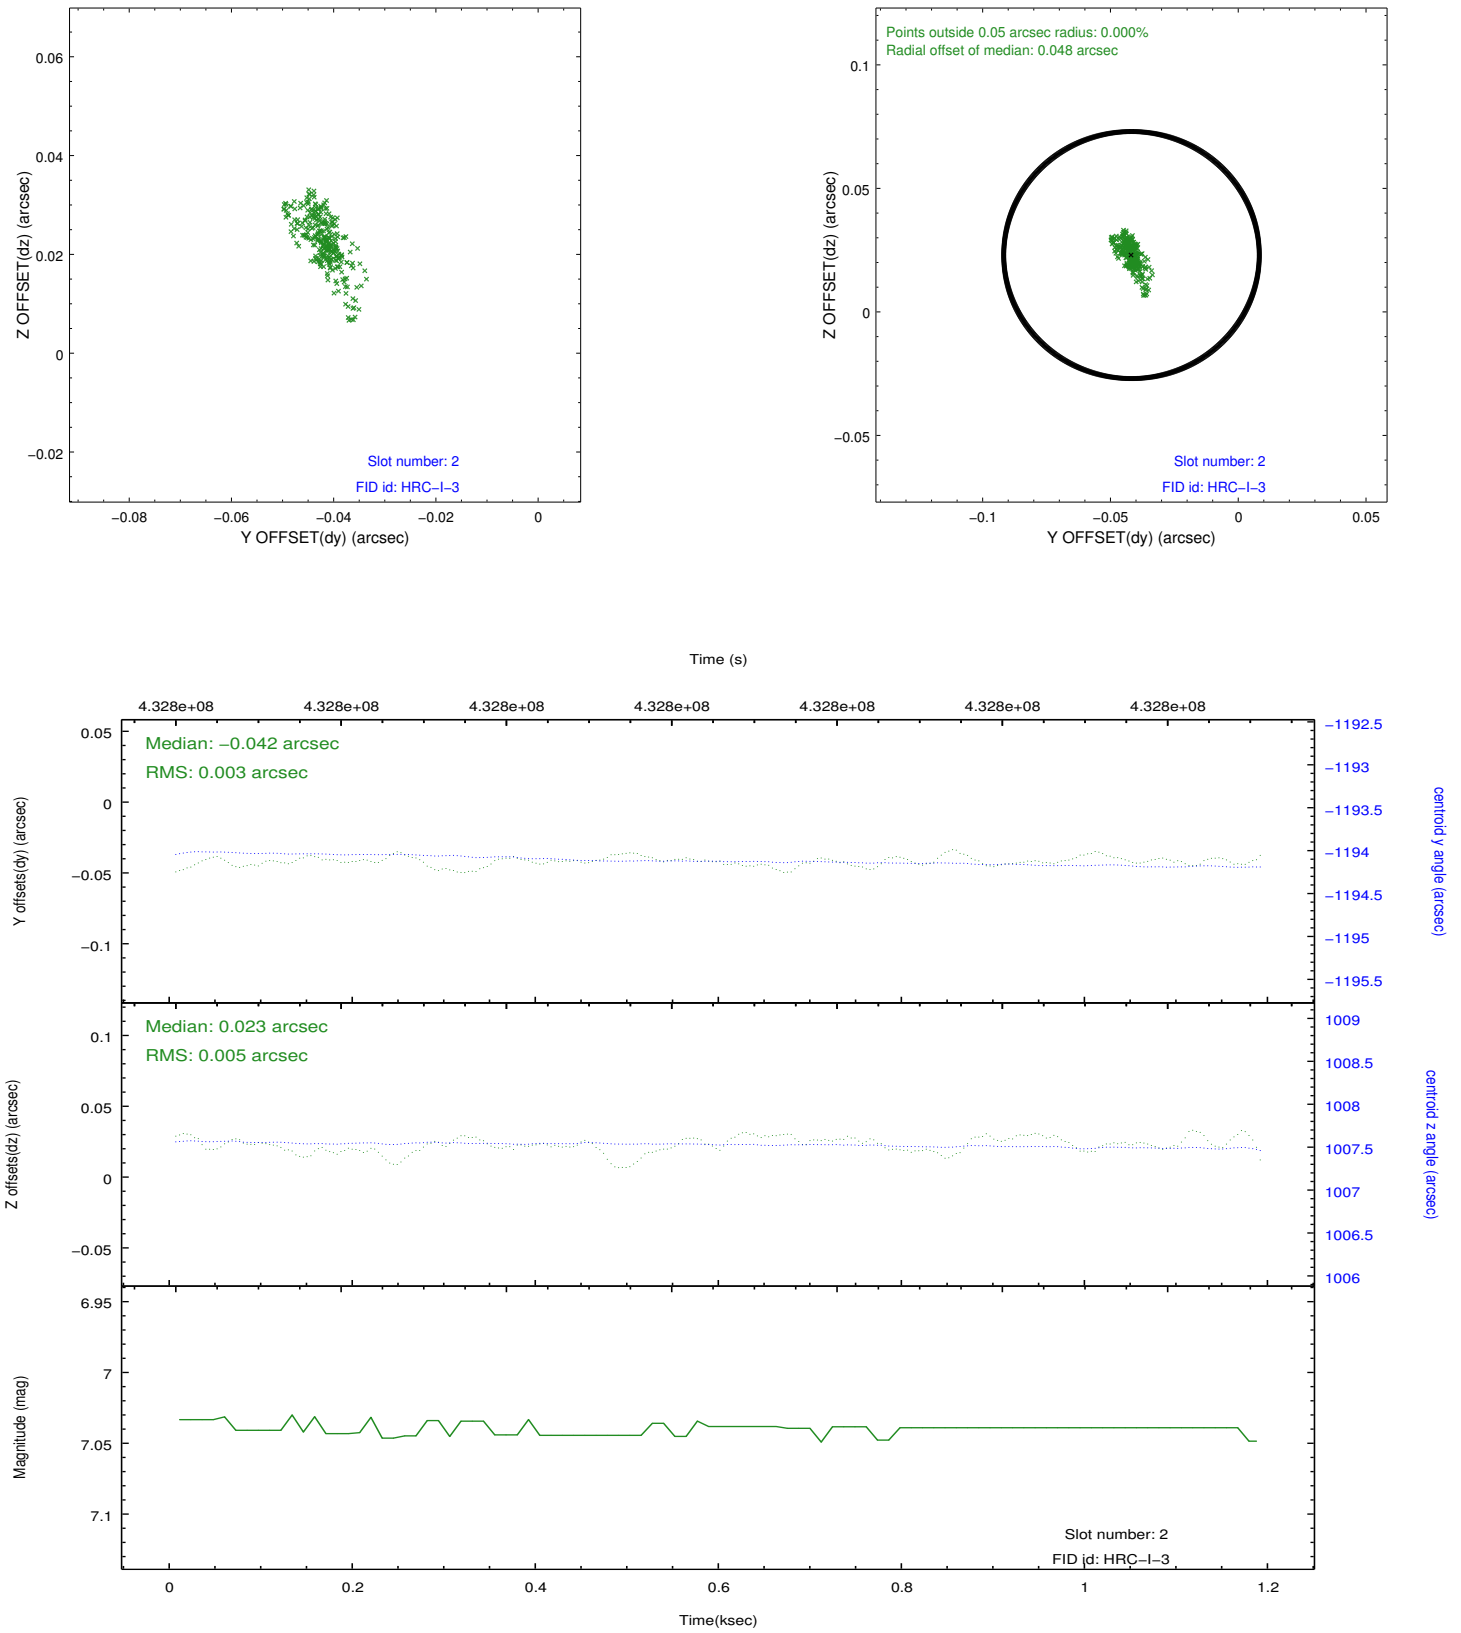 0.06
0.04
0.02
0
−0.02
Z OFFSET(dz) (arcsec)
Slot number: 2
FID id: HRC−I−3
−0.08 −0.06 −0.04 −0.02 0
Y OFFSET(dy) (arcsec)
Points outside 0.05 arcsec radius: 0.000%
Radial offset of median: 0.048 arcsec
0.1
0.05
0
−0.05
Z OFFSET(dz) (arcsec)
Slot number: 2
FID id: HRC−I−3
−0.1 −0.05 0 0.05
Y OFFSET(dy) (arcsec)
Time (s)
4.328e+08 4.328e+08 4.328e+08 4.328e+08 4.328e+08 4.328e+08 4.328e+08
Median: −0.042 arcsec
RMS: 0.003 arcsec
0.05
0
−0.05
−0.1
Y offsets(dy) (arcsec)
−1192.5
−1193
−1193.5
−1194
−1194.5
−1195
−1195.5
centroid y angle (arcsec)
Median: 0.023 arcsec
RMS: 0.005 arcsec
0.1
0.05
0
−0.05
Z offsets(dz) (arcsec)
1009
1008.5
1008
1007.5
1007
1006.5
1006
centroid z angle (arcsec)
6.95
7
7.05
7.1
Magnitude (mag)
Slot number: 2
FID id: HRC−I−3
0 0.2 0.4 0.6 0.8 1 1.2
Time(ksec)